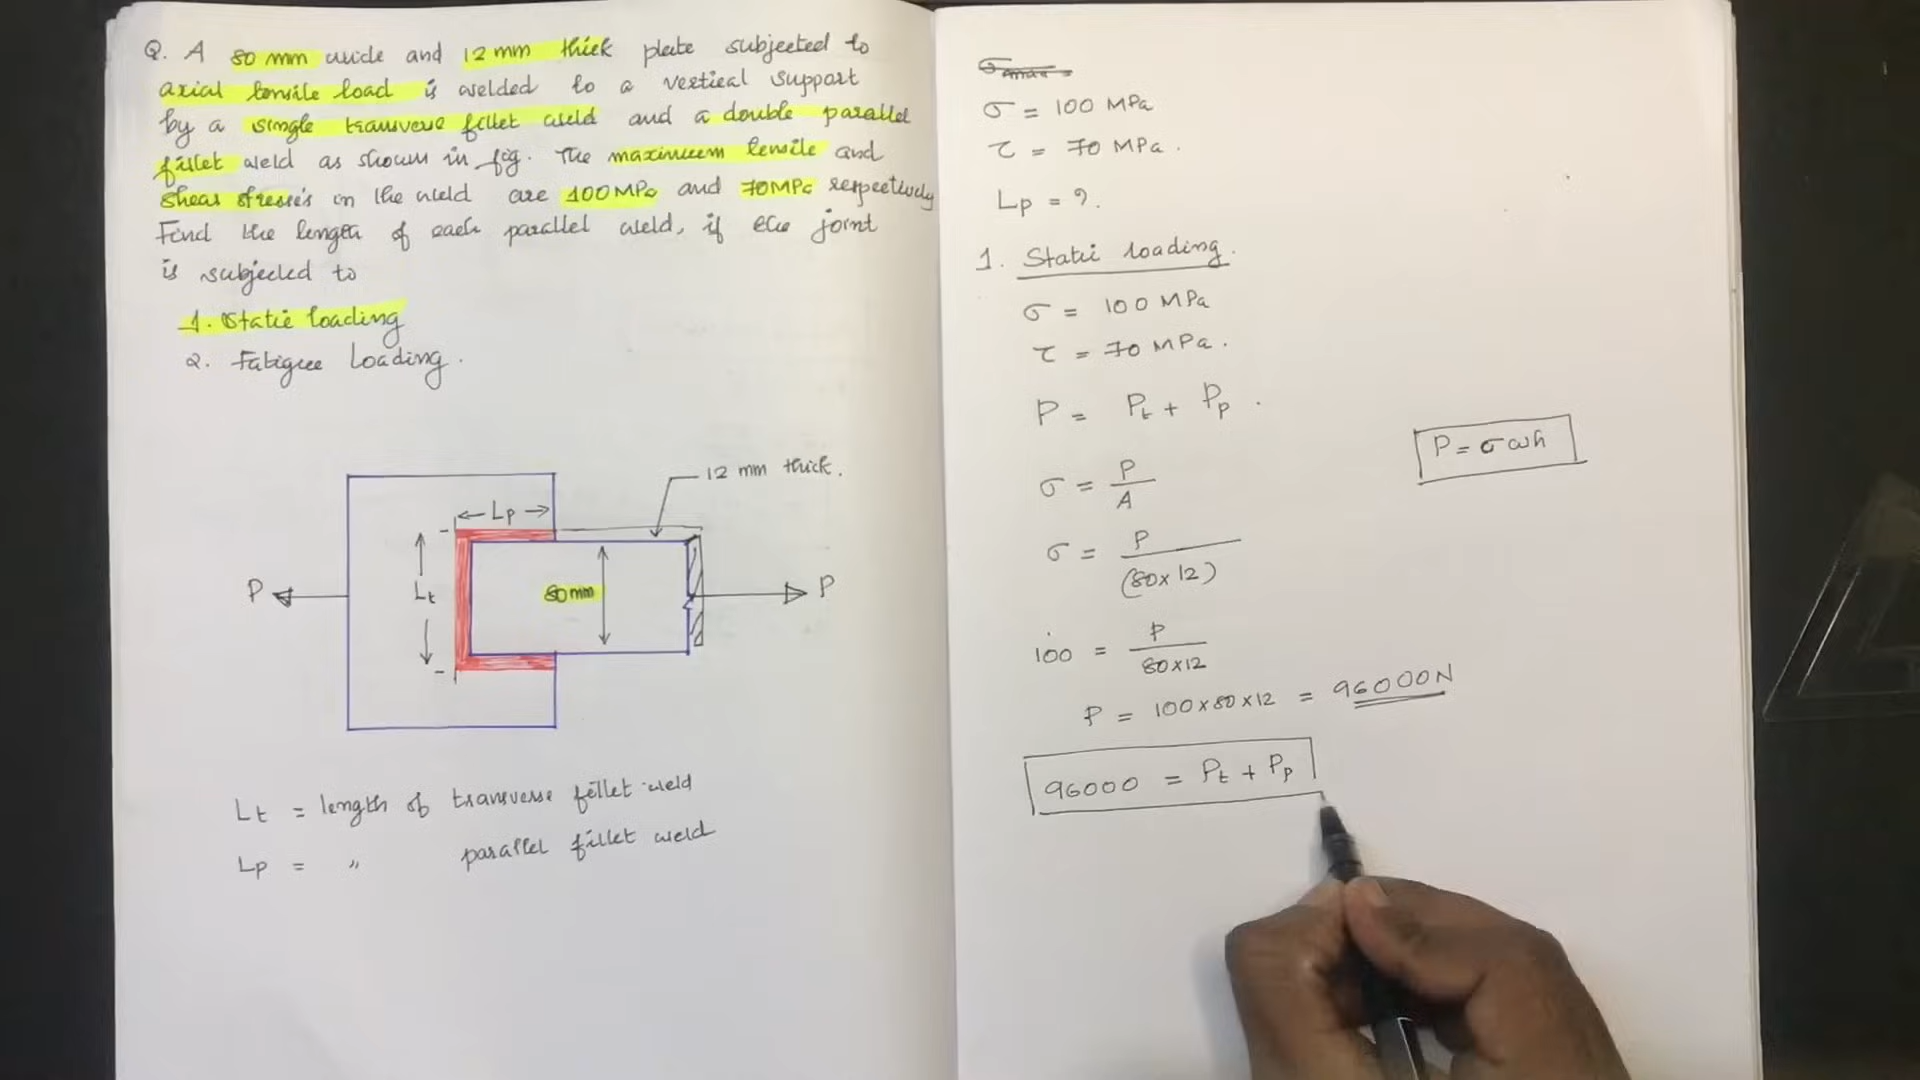 Q. A 80 mm wide and 12 mm thick plate subjected to
axial tensile load is welded to a vertical support
by a single transverse fillet weld and a double parallel
fillet weld as shown in fig. The maximum tensile and
shear stresses in the weld are 100 MPa and 70 MPa respectively
Find the length of each parallel weld, if the joint
is subjected to
1. Static loading
2. Fatigue Loading.
12 mm thick.
Lp
P
Lt
80 mm
P
Lt = length of transverse fillet weld
Lp = " parallel fillet weld
σ = 100 MPa
τ = 70 MPa.
Lp = ?.
1. Static loading.
σ = 100 MPa
τ = 70 MPa.
P = Pt + Pp.
P = σ w h
σ = P / A
σ = P / (80 x 12)
100 = P / 80 x 12
P = 100 x 80 x 12 = 96000N
96000 = Pt + Pp